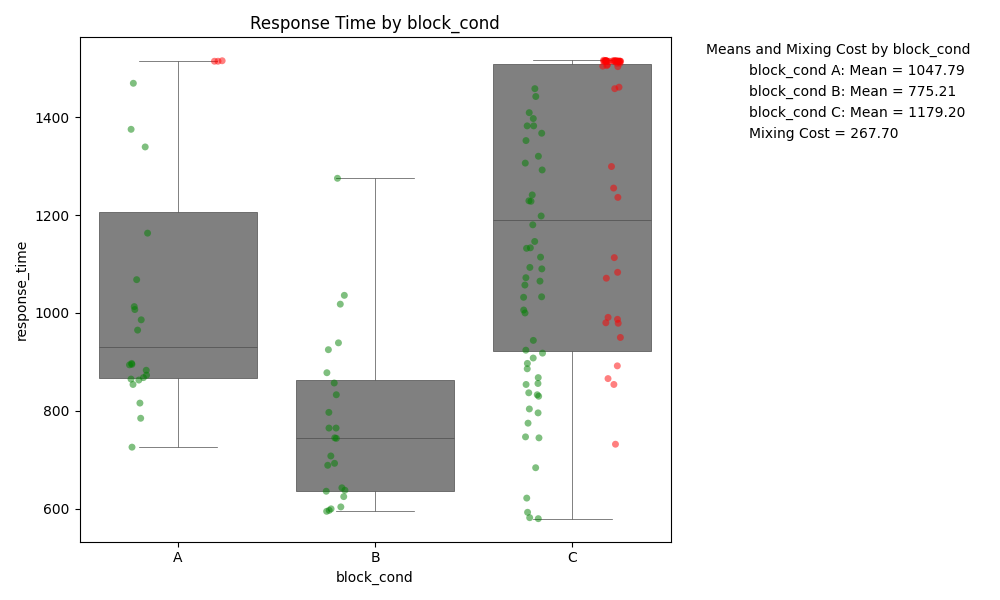 Response Time by block_cond
Means and Mixing Cost by block_cond
block_cond A: Mean = 1047.79
block_cond B: Mean = 775.21
block_cond C: Mean = 1179.20
Mixing Cost = 267.70
response_time
1400
1200
1000
800
600
A
B
C
block_cond